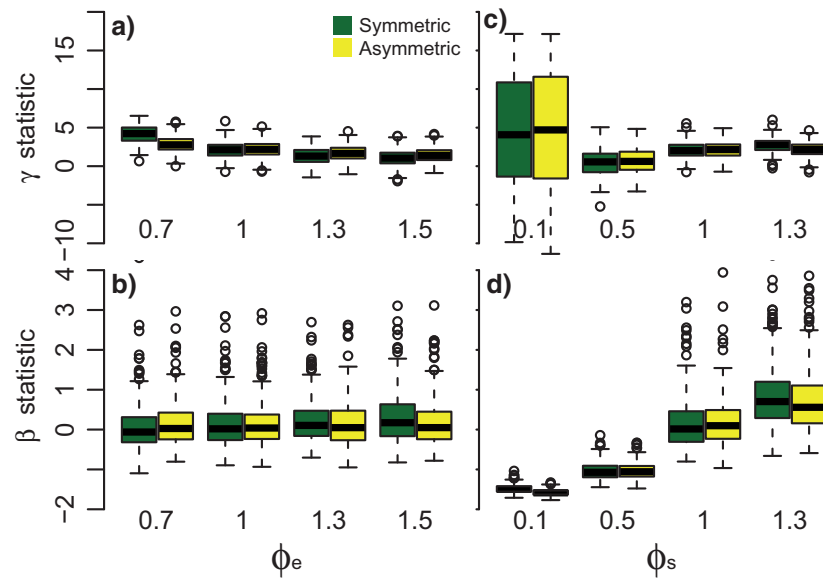 a)
Symmetric
Asymmetric
c)
γ statistic
15
5
0
−10
0.7 1 1.3 1.5
0.1 0.5 1 1.3
b)
d)
β statistic
4
3
2
1
0
−2
0.7 1 1.3 1.5
0.1 0.5 1 1.3
ϕe
ϕs